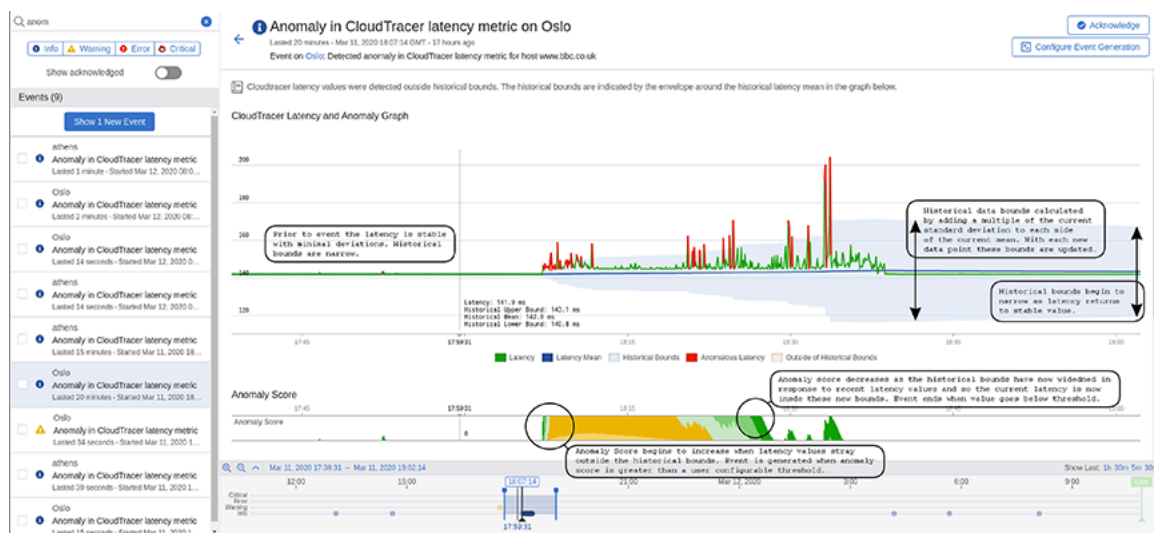 anom
Info Warning Error Critical
Show acknowledged
Events (9)
Show 1 New Event
athens
Anomaly in CloudTracer latency metric
Lasted 1 minute - Started Mar 12, 2020 08:0...
Oslo
Anomaly in CloudTracer latency metric
Lasted 2 minutes - Started Mar 12, 2020 08:...
Oslo
Anomaly in CloudTracer latency metric
Lasted 14 seconds - Started Mar 12, 2020 0...
athens
Anomaly in CloudTracer latency metric
Lasted 14 seconds - Started Mar 12, 2020 0...
athens
Anomaly in CloudTracer latency metric
Lasted 15 minutes - Started Mar 11, 2020 18...
Oslo
Anomaly in CloudTracer latency metric
Lasted 20 minutes - Started Mar 11, 2020 18...
Oslo
Anomaly in CloudTracer latency metric
Lasted 34 seconds - Started Mar 11, 2020 1...
athens
Anomaly in CloudTracer latency metric
Lasted 39 seconds - Started Mar 11, 2020 1...
Oslo
Anomaly in CloudTracer latency metric
Lasted 15 seconds - Started Mar 11, 2020 1...
Anomaly in CloudTracer latency metric on Oslo
Lasted 20 minutes - Mar 11, 2020 18:07:14 GMT - 17 hours ago
Event on Oslo: Detected anomaly in CloudTracer latency metric for host www.bbc.co.uk
Acknowledge
Configure Event Generation
Cloudtracer latency values were detected outside historical bounds. The historical bounds are indicated by the envelope around the historical latency mean in the graph below.
CloudTracer Latency and Anomaly Graph
200
180
160
140
120
Prior to event the latency is stable
with minimal deviations. Historical
bounds are narrow.
Historical data bounds calculated
by adding a multiple of the current
standard deviation to each side
of the current mean. With each new
data point these bounds are updated.
Historical bounds begin to
narrow as latency returns
to stable value.
Latency: 141.9 ms
Historical Upper Bound: 143.1 ms
Historical Mean: 142.0 ms
Historical Lower Bound: 140.8 ms
17:45 17:59:31 18:15 18:30 18:45 19:00
Latency Latency Mean Historical Bounds Anomalous Latency Outside of Historical Bounds
Anomaly Score
17:45 17:59:31 18:15
Anomaly Score
0
Anomaly score decreases as the historical bounds have now widedned in
response to recent latency values and so the current latency is now
insde these new bounds. Event ends when value goes below threshold.
Anomaly Score begins to increase when latency values stray
outside the historical bounds. Event is generated when anomaly
score is greater than a user configurable threshold.
Mar 11, 2020 17:38:31 - Mar 11, 2020 19:02:14
Show Last: 1h 30m 5m 30s
12:00 15:00 18:07:14 21:00 Mar 12, 2020 3:00 6:00 9:00
Critical
Error
Warning
Info
17:59:31